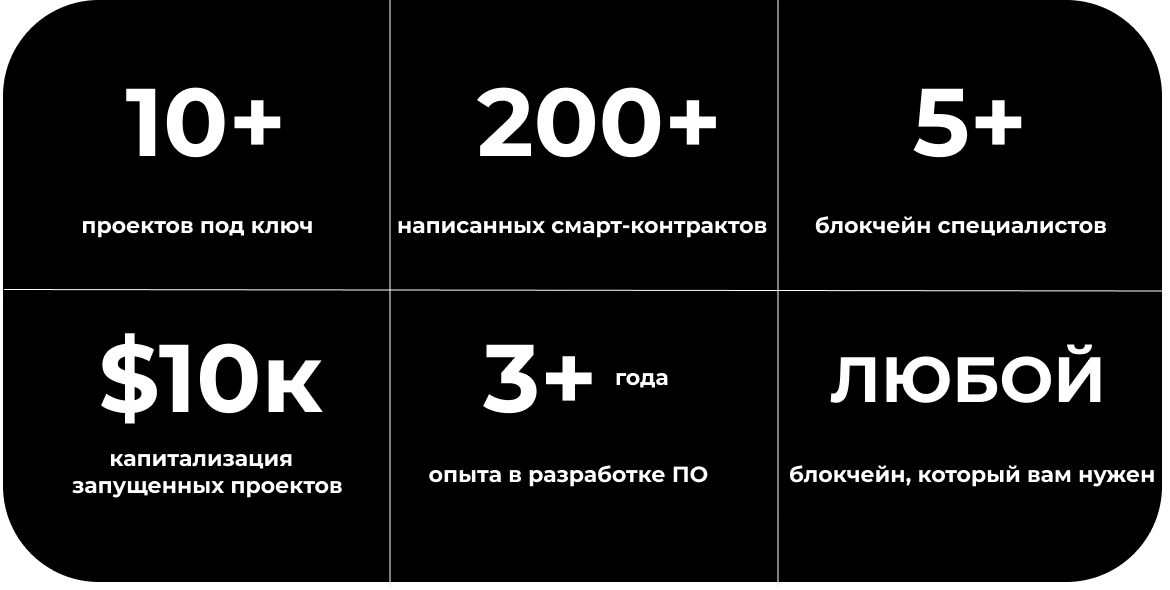 10+
проектов под ключ
200+
написанных смарт-контрактов
5+
блокчейн специалистов
$10к
капитализация
запущенных проектов
3+ года
опыта в разработке ПО
ЛЮБОЙ
блокчейн, который вам нужен